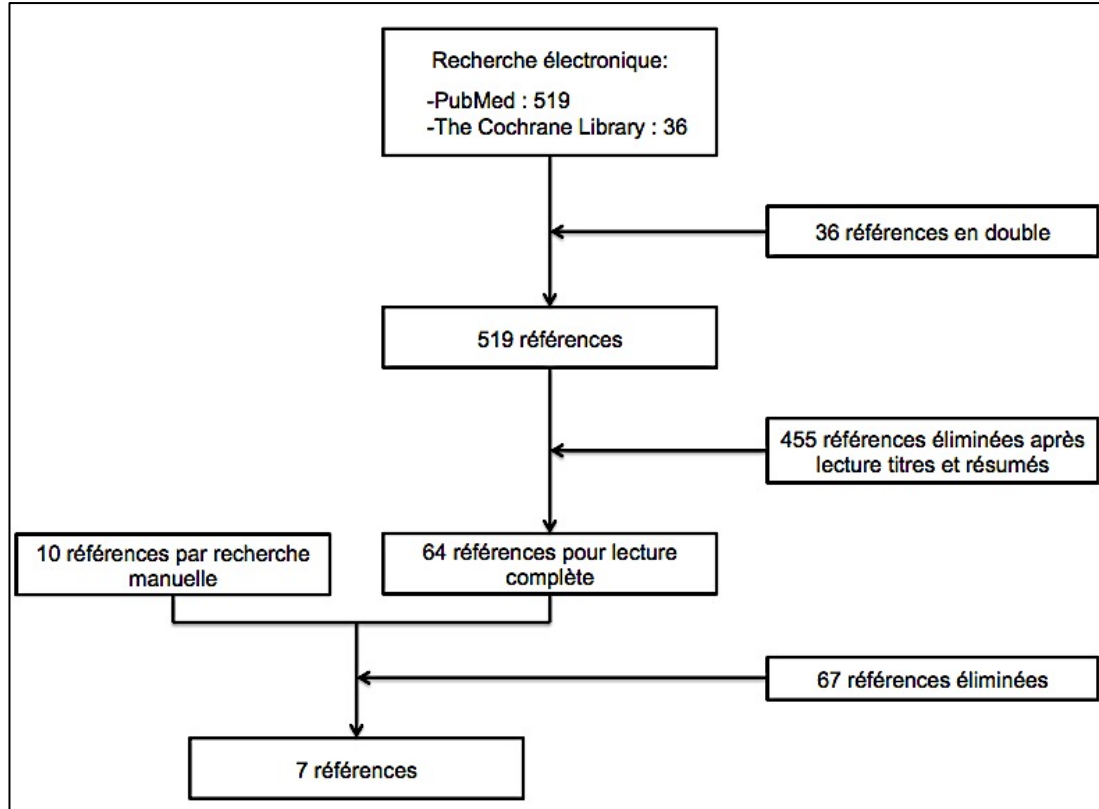 Recherche électronique:
-PubMed : 519
-The Cochrane Library : 36
36 références en double
519 références
455 références éliminées après
lecture titres et résumés
10 références par recherche
manuelle
64 références pour lecture
complète
67 références éliminées
7 références